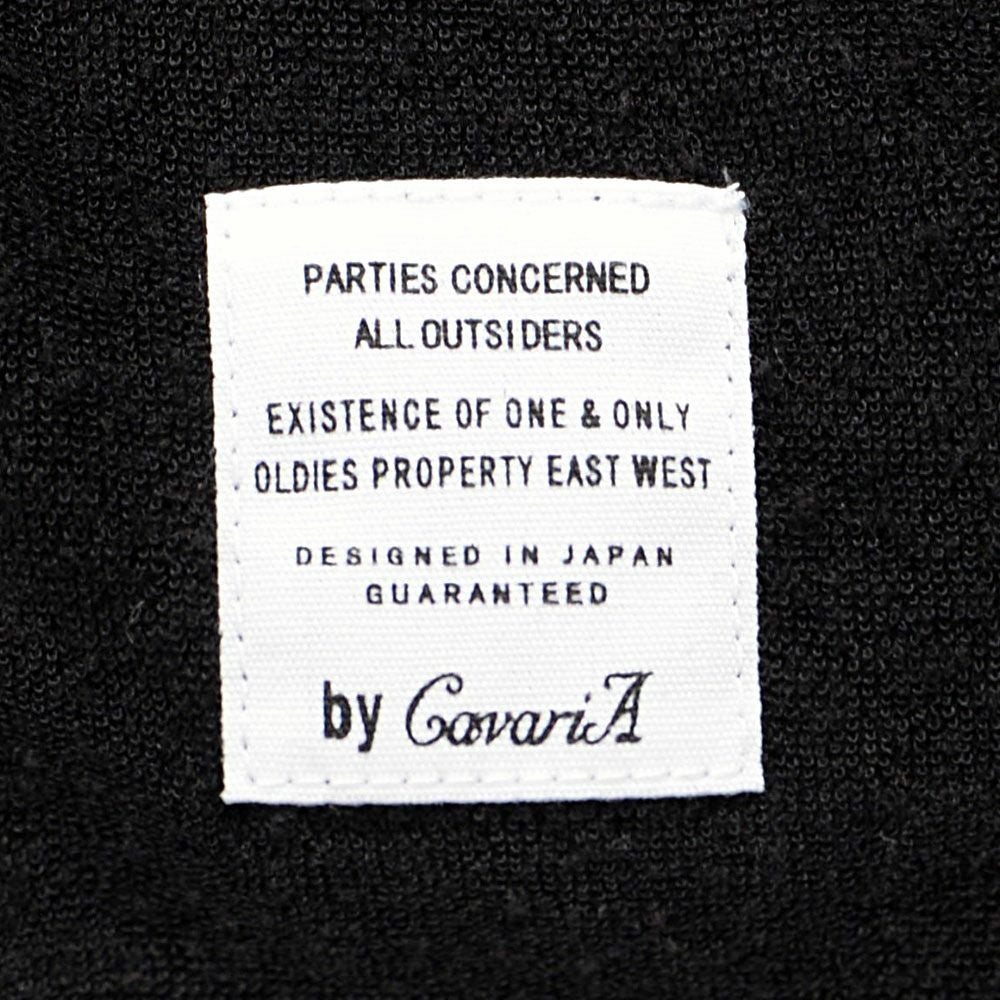 PARTIES CONCERNED
ALL OUTSIDERS
EXISTENCE OF ONE & ONLY
OLDIES PROPERTY EAST WEST
DESIGNED IN JAPAN
GUARANTEED
by CavariA